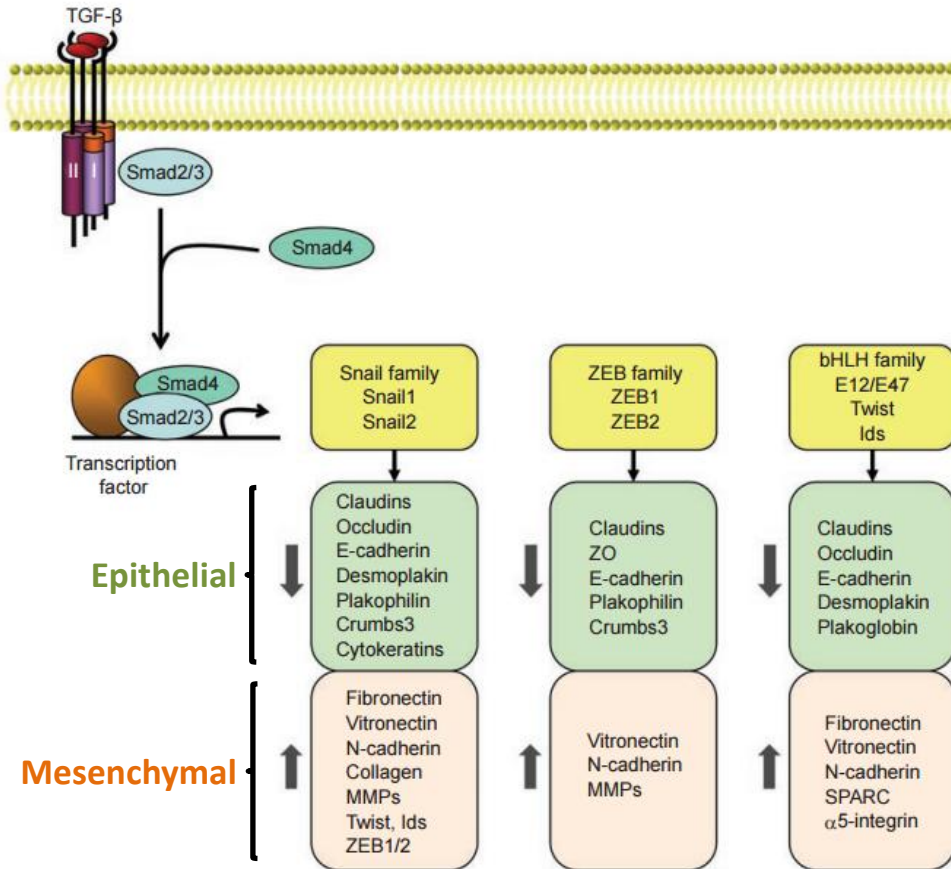 TGF-β
II
I
Smad2/3
Smad4
Smad4
Smad2/3
Transcription
factor
Snail family
Snail1
Snail2
ZEB family
ZEB1
ZEB2
bHLH family
E12/E47
Twist
Ids
Epithelial
Claudins
Occludin
E-cadherin
Desmoplakin
Plakophilin
Crumbs3
Cytokeratins
Claudins
ZO
E-cadherin
Plakophilin
Crumbs3
Claudins
Occludin
E-cadherin
Desmoplakin
Plakoglobin
Mesenchymal
Fibronectin
Vitronectin
N-cadherin
Collagen
MMPs
Twist, Ids
ZEB1/2
Vitronectin
N-cadherin
MMPs
Fibronectin
Vitronectin
N-cadherin
SPARC
α5-integrin